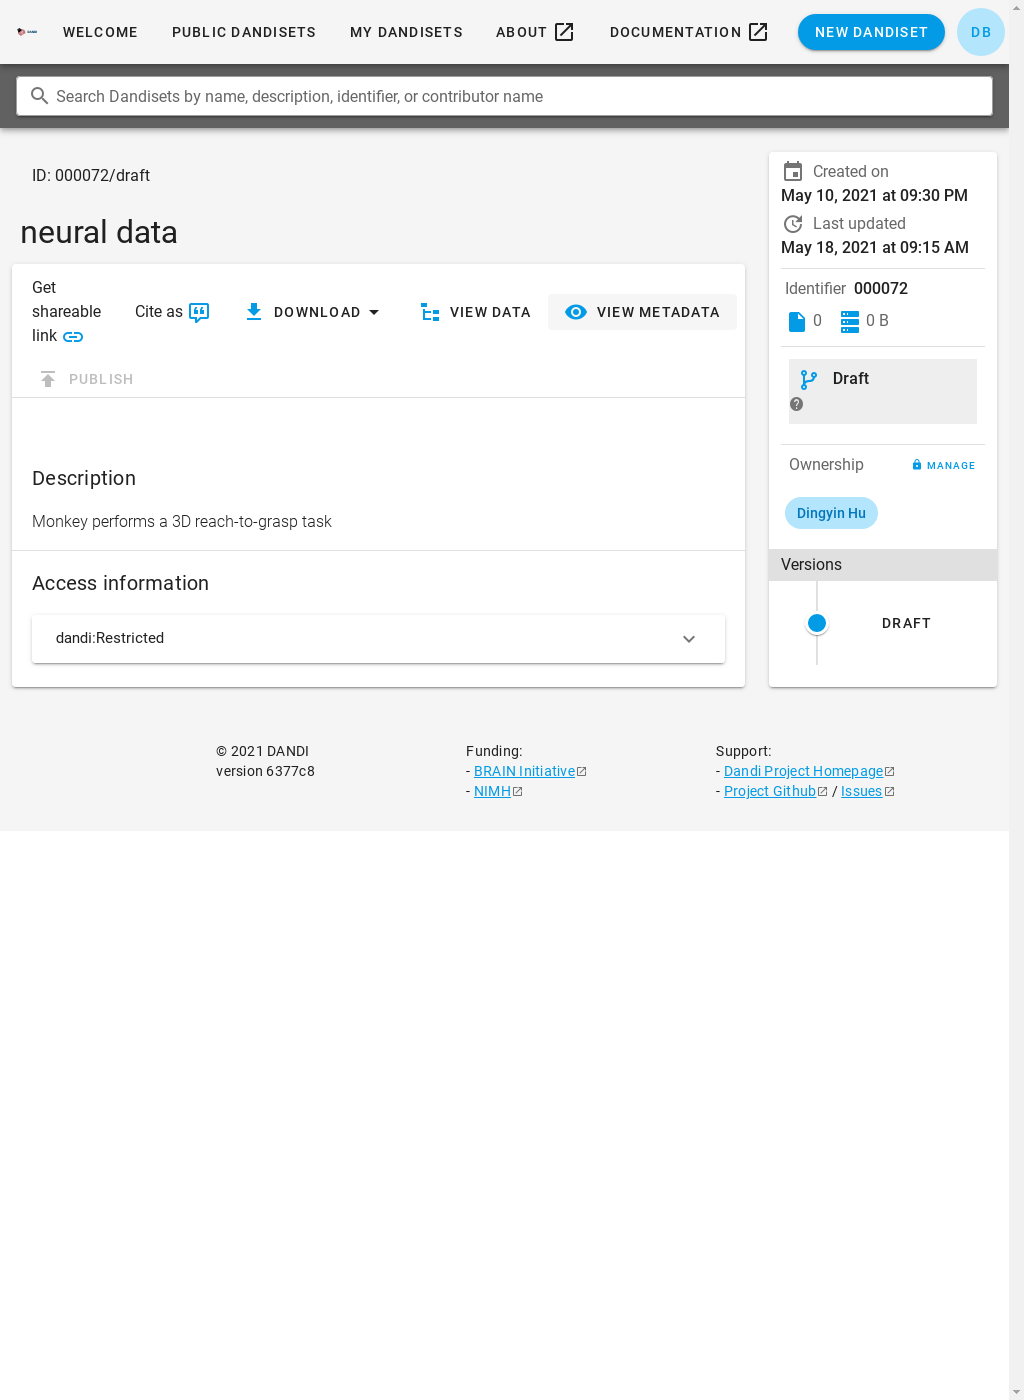 WELCOME
PUBLIC DANDISETS
MY DANDISETS
ABOUT
DOCUMENTATION
NEW DANDISET
DB
Search Dandisets by name, description, identifier, or contributor name
ID: 000072/draft
neural data
Get
shareable
link
Cite as
DOWNLOAD
VIEW DATA
VIEW METADATA
PUBLISH
Description
Monkey performs a 3D reach-to-grasp task
Access information
dandi:Restricted
Created on
May 10, 2021 at 09:30 PM
Last updated
May 18, 2021 at 09:15 AM
Identifier 000072
0
0 B
Draft
Ownership
MANAGE
Dingyin Hu
Versions
DRAFT
© 2021 DANDI
version 6377c8
Funding:
- BRAIN Initiative
- NIMH
Support:
- Dandi Project Homepage
- Project Github / Issues